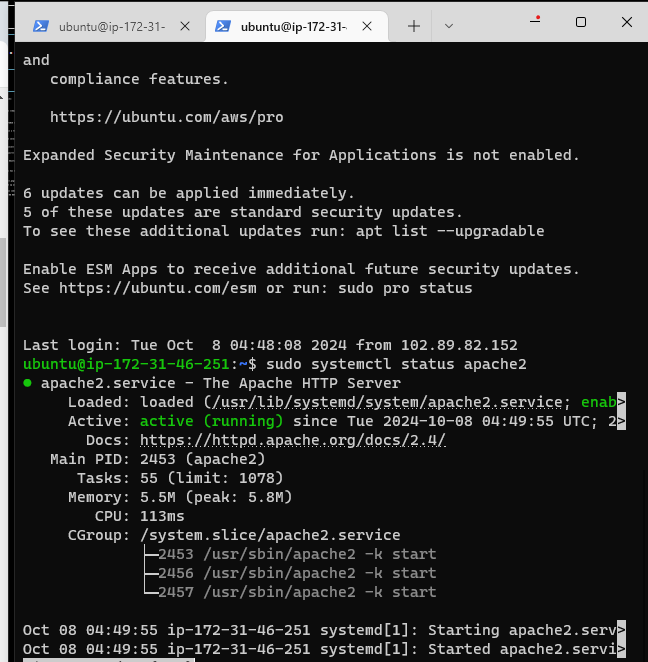 ubuntu@ip-172-31-
ubuntu@ip-172-31-
and
compliance features.
https://ubuntu.com/aws/pro
Expanded Security Maintenance for Applications is not enabled.
6 updates can be applied immediately.
5 of these updates are standard security updates.
To see these additional updates run: apt list --upgradable
Enable ESM Apps to receive additional future security updates.
See https://ubuntu.com/esm or run: sudo pro status
Last login: Tue Oct  8 04:48:08 2024 from 102.89.82.152
ubuntu@ip-172-31-46-251:~$ sudo systemctl status apache2
● apache2.service - The Apache HTTP Server
Loaded: loaded (/usr/lib/systemd/system/apache2.service; enab>
Active: active (running) since Tue 2024-10-08 04:49:55 UTC; 2>
Docs: https://httpd.apache.org/docs/2.4/
Main PID: 2453 (apache2)
Tasks: 55 (limit: 1078)
Memory: 5.5M (peak: 5.8M)
CPU: 113ms
CGroup: /system.slice/apache2.service
├─2453 /usr/sbin/apache2 -k start
├─2456 /usr/sbin/apache2 -k start
└─2457 /usr/sbin/apache2 -k start
Oct 08 04:49:55 ip-172-31-46-251 systemd[1]: Starting apache2.serv>
Oct 08 04:49:55 ip-172-31-46-251 systemd[1]: Started apache2.servi>